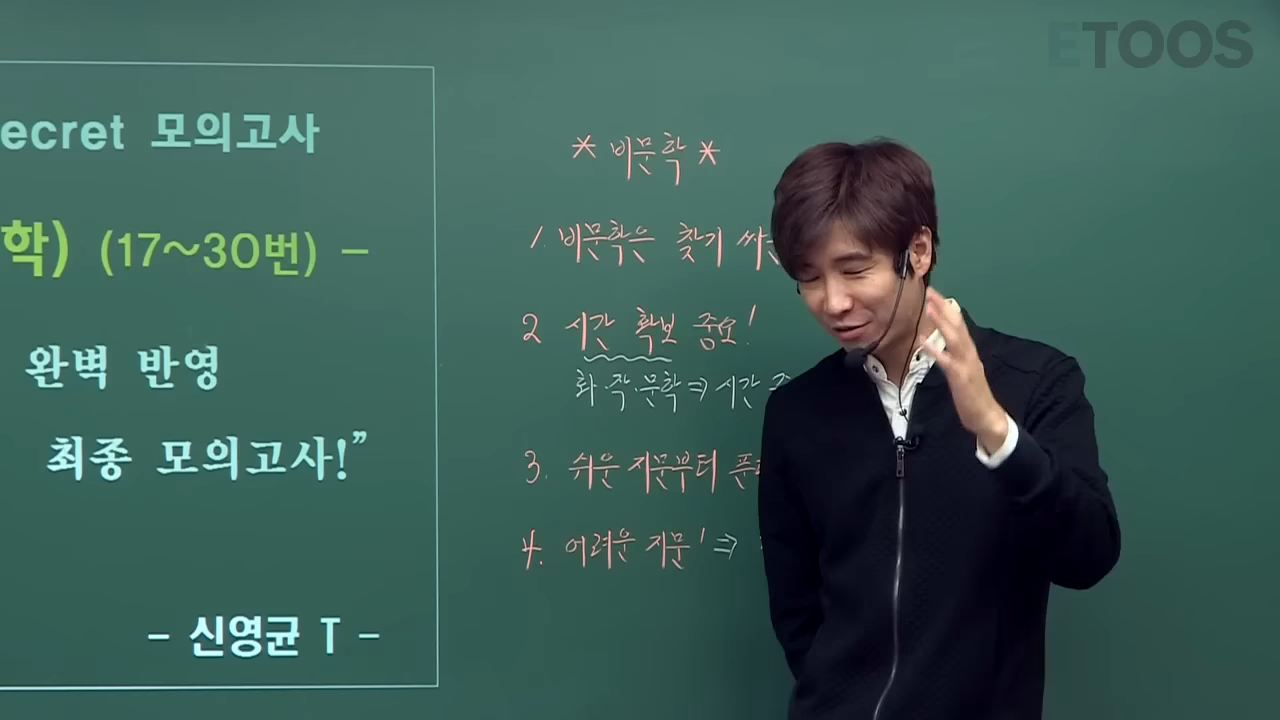 ETOOS
ecret 모의고사
학) (17~30번) –
완벽 반영
최종 모의고사!”
– 신영균 T –
* 비문학 *
1. 비문학은 찾기 싸
2 시간 확보 중요!
화·작·문학⇒시간
3. 쉬운 지문부터 푼다
4. 어려운 지문! ⇒